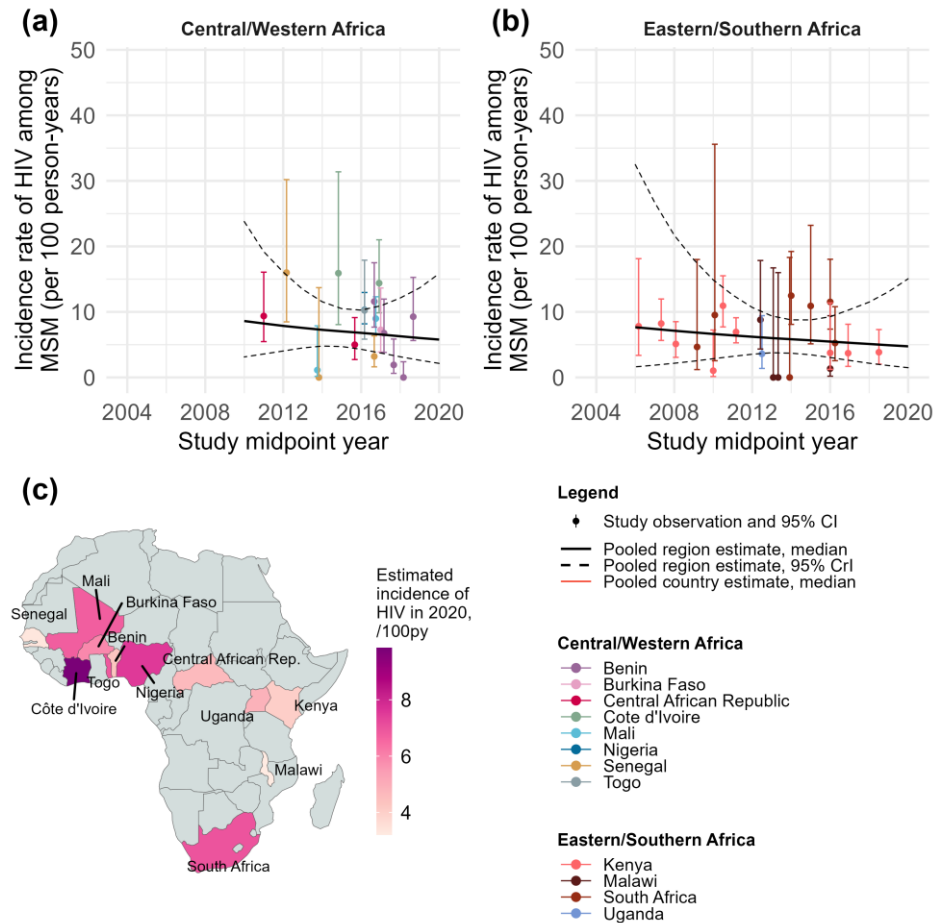 (a)
Central/Western Africa
Incidence rate of HIV among
MSM (per 100 person-years)
50
40
30
20
10
0
2004
2008
2012
2016
2020
Study midpoint year
(b)
Eastern/Southern Africa
Incidence rate of HIV among
MSM (per 100 person-years)
50
40
30
20
10
0
2004
2008
2012
2016
2020
Study midpoint year
(c)
Mali
Senegal
Burkina Faso
Benin
Central African Rep.
Togo
Nigeria
Côte d'Ivoire
Uganda
Kenya
Malawi
South Africa
Estimated
incidence of
HIV in 2020,
/100py
8
6
4
Legend
Study observation and 95% CI
Pooled region estimate, median
Pooled region estimate, 95% CrI
Pooled country estimate, median
Central/Western Africa
Benin
Burkina Faso
Central African Republic
Cote d'Ivoire
Mali
Nigeria
Senegal
Togo
Eastern/Southern Africa
Kenya
Malawi
South Africa
Uganda